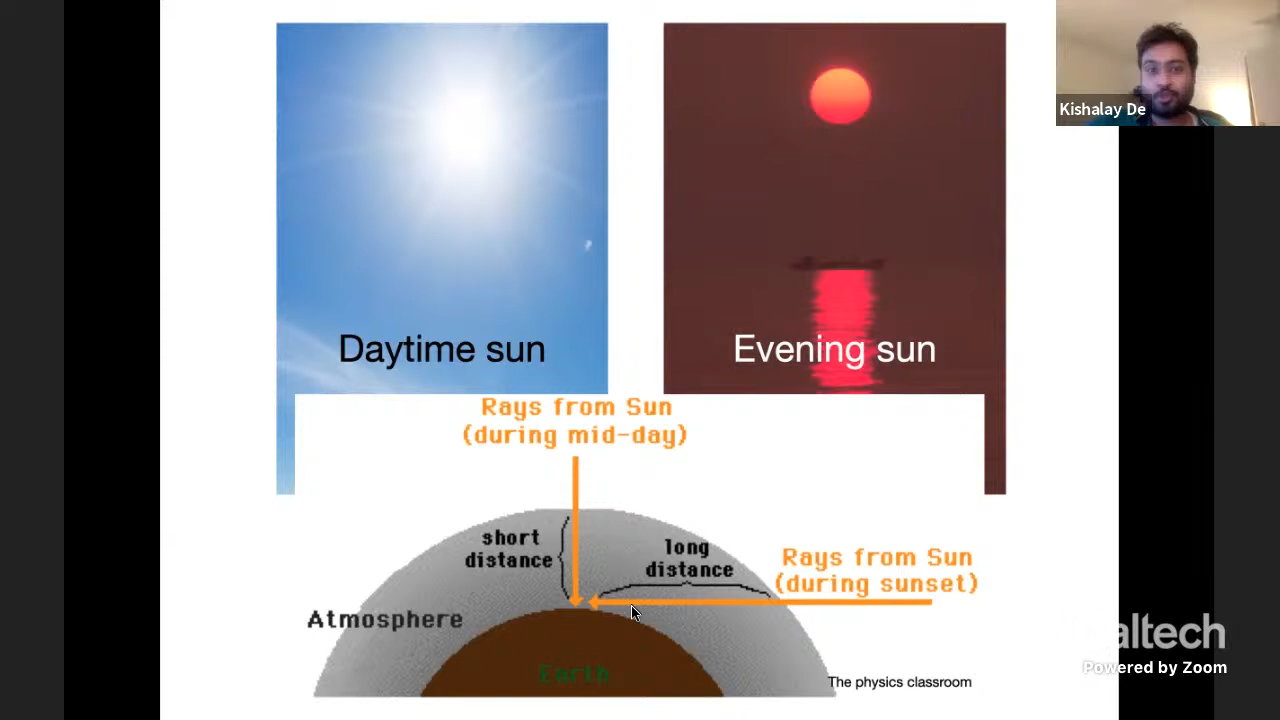 Kishalay De
Daytime sun
Evening sun
Rays from Sun
(during mid-day)
short
distance
long
distance
Rays from Sun
(during sunset)
Atmosphere
Earth
The physics classroom
altech
Powered by Zoom